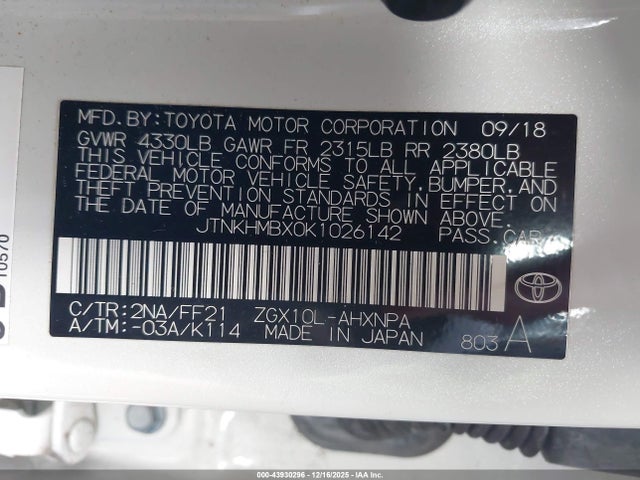 MFD.BY: TOYOTA MOTOR CORPORATION 09/18
GVWR 4330LB GAWR FR 2315LB RR 2380LB
THIS VEHICLE CONFORMS TO ALL APPLICABLE
FEDERAL MOTOR VEHICLE SAFETY, BUMPER, AND
THEFT PREVENTION STANDARDS IN EFFECT ON
THE DATE OF MANUFACTURE SHOWN ABOVE.
JTNKHMBX0K1026142 PASS.CAR
C/TR:2NA/FF21 ZGX10L-AHXNPA
A/TM:-03A/K114 MADE IN JAPAN 803 A
10570
000-43930296 - 12/16/2025 - IAAI.COM